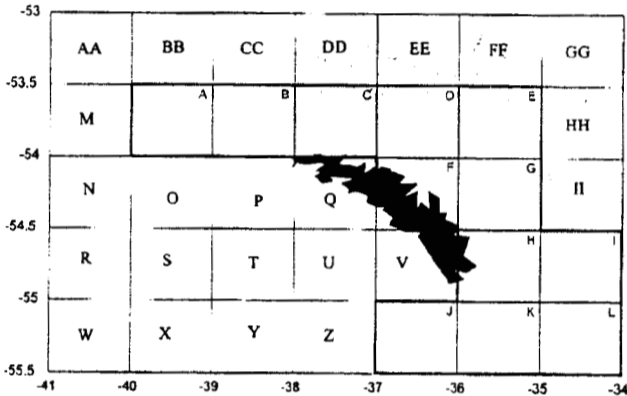 -53
AA BB CC DD EE FF GG
-53.5
A B C D E
M HH
-54
F G
N O P Q II
-54.5
H I
R S T U V
-55
J K L
W X Y Z
-55.5
-41 -40 -39 -38 -37 -36 -35 -34